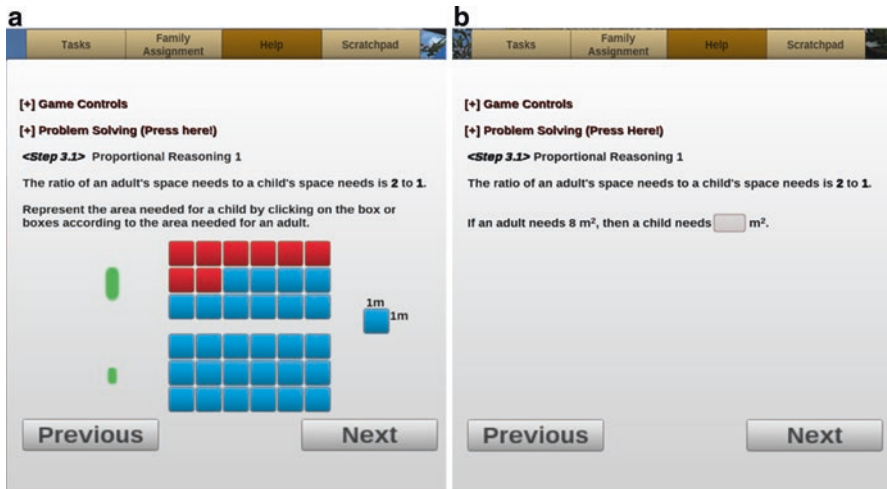 a
Tasks
Family Assignment
Help
Scratchpad
[+] Game Controls
[+] Problem Solving (Press here!)
<Step 3.1> Proportional Reasoning 1
The ratio of an adult's space needs to a child's space needs is 2 to 1.
Represent the area needed for a child by clicking on the box or
boxes according to the area needed for an adult.
1m
1m
Previous
Next
b
Tasks
Family Assignment
Help
Scratchpad
[+] Game Controls
[+] Problem Solving (Press Here!)
<Step 3.1> Proportional Reasoning 1
The ratio of an adult's space needs to a child's space needs is 2 to 1.
If an adult needs 8 m², then a child needs m².
Previous
Next